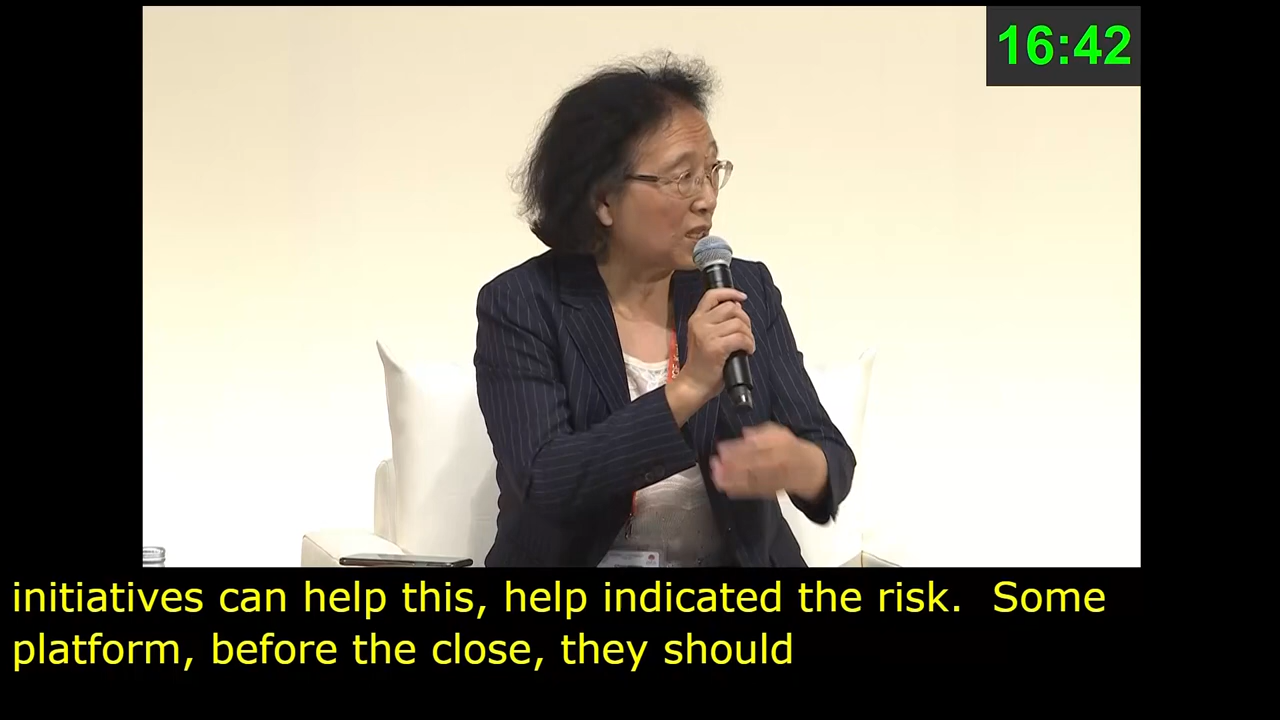 16:42
initiatives can help this, help indicated the risk.  Some
platform, before the close, they should